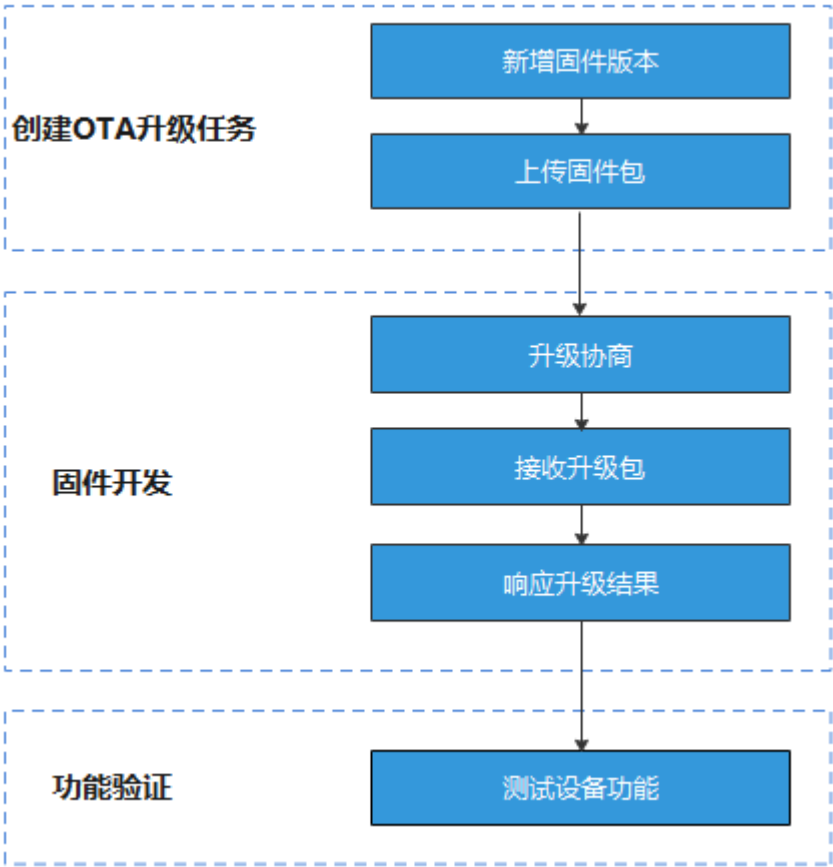 新增固件版本
创建OTA升级任务
上传固件包
升级协商
接收升级包
固件开发
响应升级结果
功能验证
测试设备功能